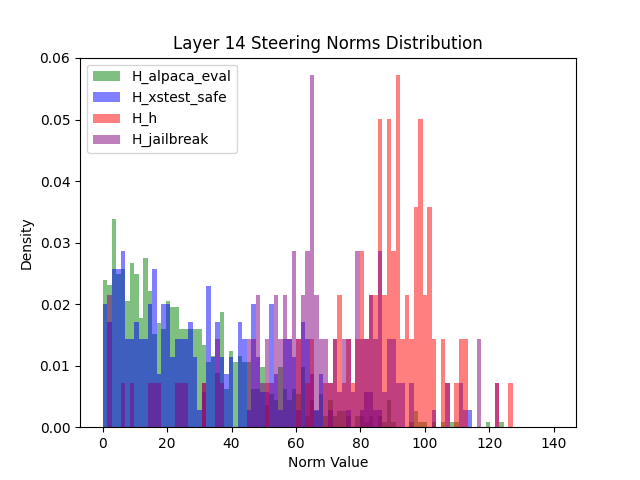 Layer 14 Steering Norms Distribution
H_alpaca_eval
H_xstest_safe
H_h
H_jailbreak
0.06
0.05
0.04
0.03
0.02
0.01
0.00
Density
0 20 40 60 80 100 120 140
Norm Value